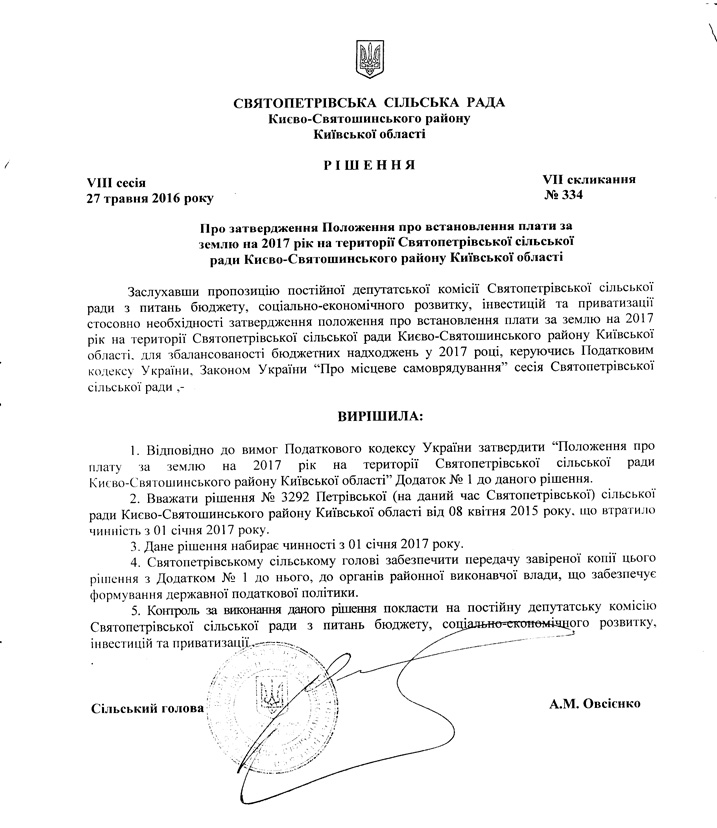 СВЯТОПЕТРІВСЬКА СІЛЬСЬКА РАДА
Києво-Святошинського району
Київської області
Р І Ш Е Н Н Я
VIII сесія
VII скликання
27 травня 2016 року
№ 334
Про затвердження Положення про встановлення плати за
землю на 2017 рік на території Святопетрівської сільської
ради Києво-Святошинського району Київської області
Заслухавши пропозицію постійної депутатської комісії Святопетрівської сільської
ради з питань бюджету, соціально-економічного розвитку, інвестицій та приватизації
стосовно необхідності затвердження положення про встановлення плати за землю на 2017
рік на території Святопетрівської сільської ради Києво-Святошинського району Київської
області, для збалансованості бюджетних надходжень у 2017 році, керуючись Податковим
кодексу України, Законом України “Про місцеве самоврядування” сесія Святопетрівської
сільської ради ,-
ВИРІШИЛА:
1. Відповідно до вимог Податкового кодексу України затвердити “Положення про
плату за землю на 2017 рік на території Святопетрівської сільської ради
Києво-Святошинського району Київської області” Додаток № 1 до даного рішення.
2. Вважати рішення № 3292 Петрівської (на даний час Святопетрівської) сільської
ради Києво-Святошинського району Київської області від 08 квітня 2015 року, що втратило
чинність з 01 січня 2017 року.
3. Дане рішення набирає чинності з 01 січня 2017 року.
4. Святопетрівському сільському голові забезпечити передачу завіреної копії цього
рішення з Додатком № 1 до нього, до органів районної виконавчої влади, що забезпечує
формування державної податкової політики.
5. Контроль за виконання даного рішення покласти на постійну депутатську комісію
Святопетрівської сільської ради з питань бюджету, соціально-економічного розвитку,
інвестицій та приватизації.
Сільський голова
А.М. Овсієнко